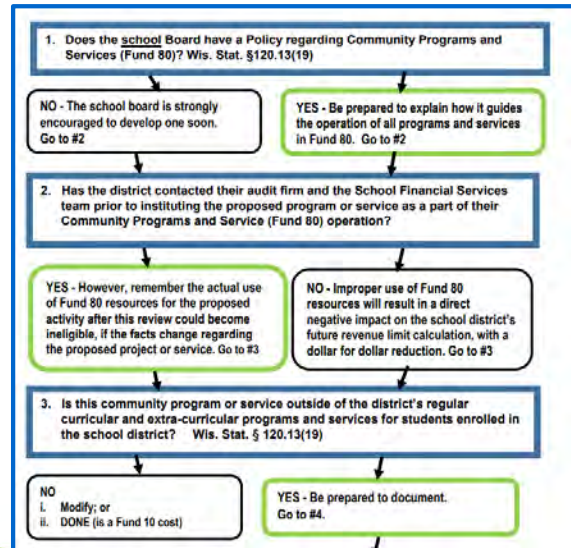 1. Does the school Board have a Policy regarding Community Programs and
Services (Fund 80)? Wis. Stat. §120.13(19)
NO - The school board is strongly
encouraged to develop one soon.
Go to #2
YES - Be prepared to explain how it guides
the operation of all programs and services
in Fund 80. Go to #2
2. Has the district contacted their audit firm and the School Financial Services
team prior to instituting the proposed program or service as a part of their
Community Programs and Service (Fund 80) operation?
YES - However, remember the actual use
of Fund 80 resources for the proposed
activity after this review could become
ineligible, if the facts change regarding
the proposed project or service. Go to #3
NO - Improper use of Fund 80
resources will result in a direct
negative impact on the school district's
future revenue limit calculation, with a
dollar for dollar reduction. Go to #3
3. Is this community program or service outside of the district's regular
curricular and extra-curricular programs and services for students enrolled in
the school district? Wis. Stat. § 120.13(19)
NO
i. Modify; or
ii. DONE (is a Fund 10 cost)
YES - Be prepared to document.
Go to #4.